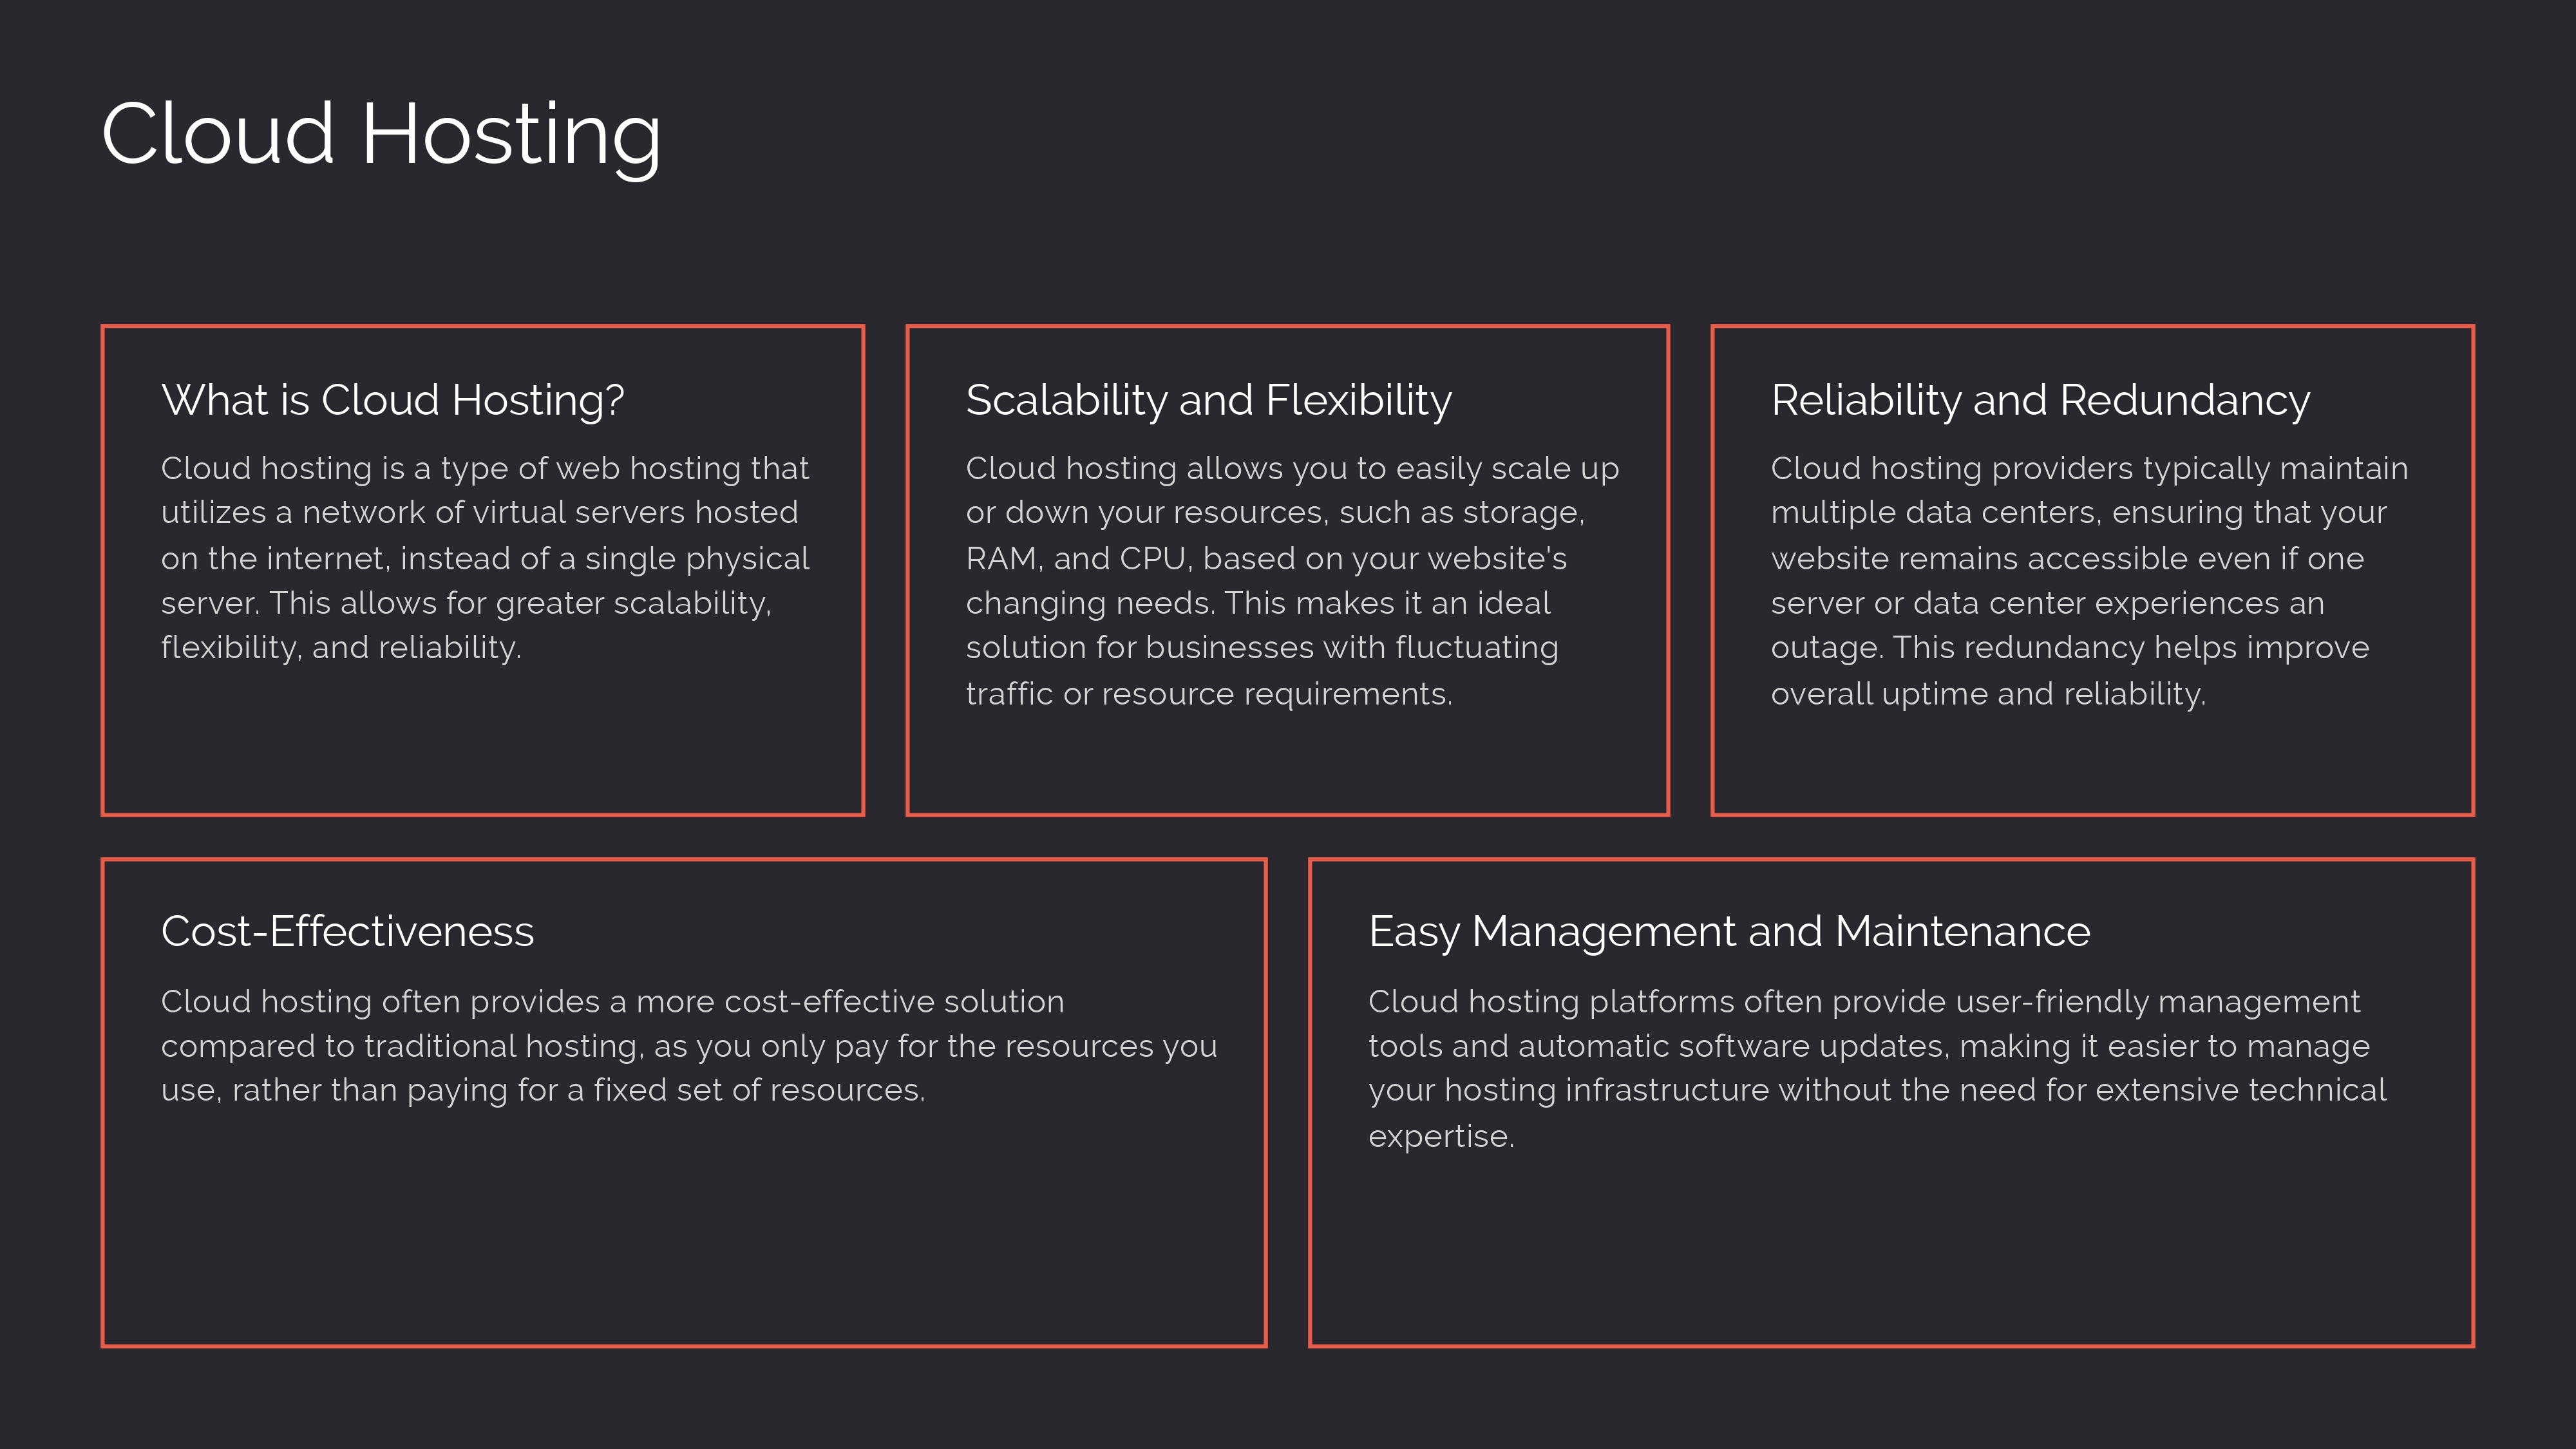 Cloud Hosting
What is Cloud Hosting?
Cloud hosting is a type of web hosting that
utilizes a network of virtual servers hosted
on the internet, instead of a single physical
server. This allows for greater scalability,
flexibility, and reliability.
Scalability and Flexibility
Cloud hosting allows you to easily scale up
or down your resources, such as storage,
RAM, and CPU, based on your website's
changing needs. This makes it an ideal
solution for businesses with fluctuating
traffic or resource requirements.
Reliability and Redundancy
Cloud hosting providers typically maintain
multiple data centers, ensuring that your
website remains accessible even if one
server or data center experiences an
outage. This redundancy helps improve
overall uptime and reliability.
Cost-Effectiveness
Cloud hosting often provides a more cost-effective solution
compared to traditional hosting, as you only pay for the resources you
use, rather than paying for a fixed set of resources.
Easy Management and Maintenance
Cloud hosting platforms often provide user-friendly management
tools and automatic software updates, making it easier to manage
your hosting infrastructure without the need for extensive technical
expertise.